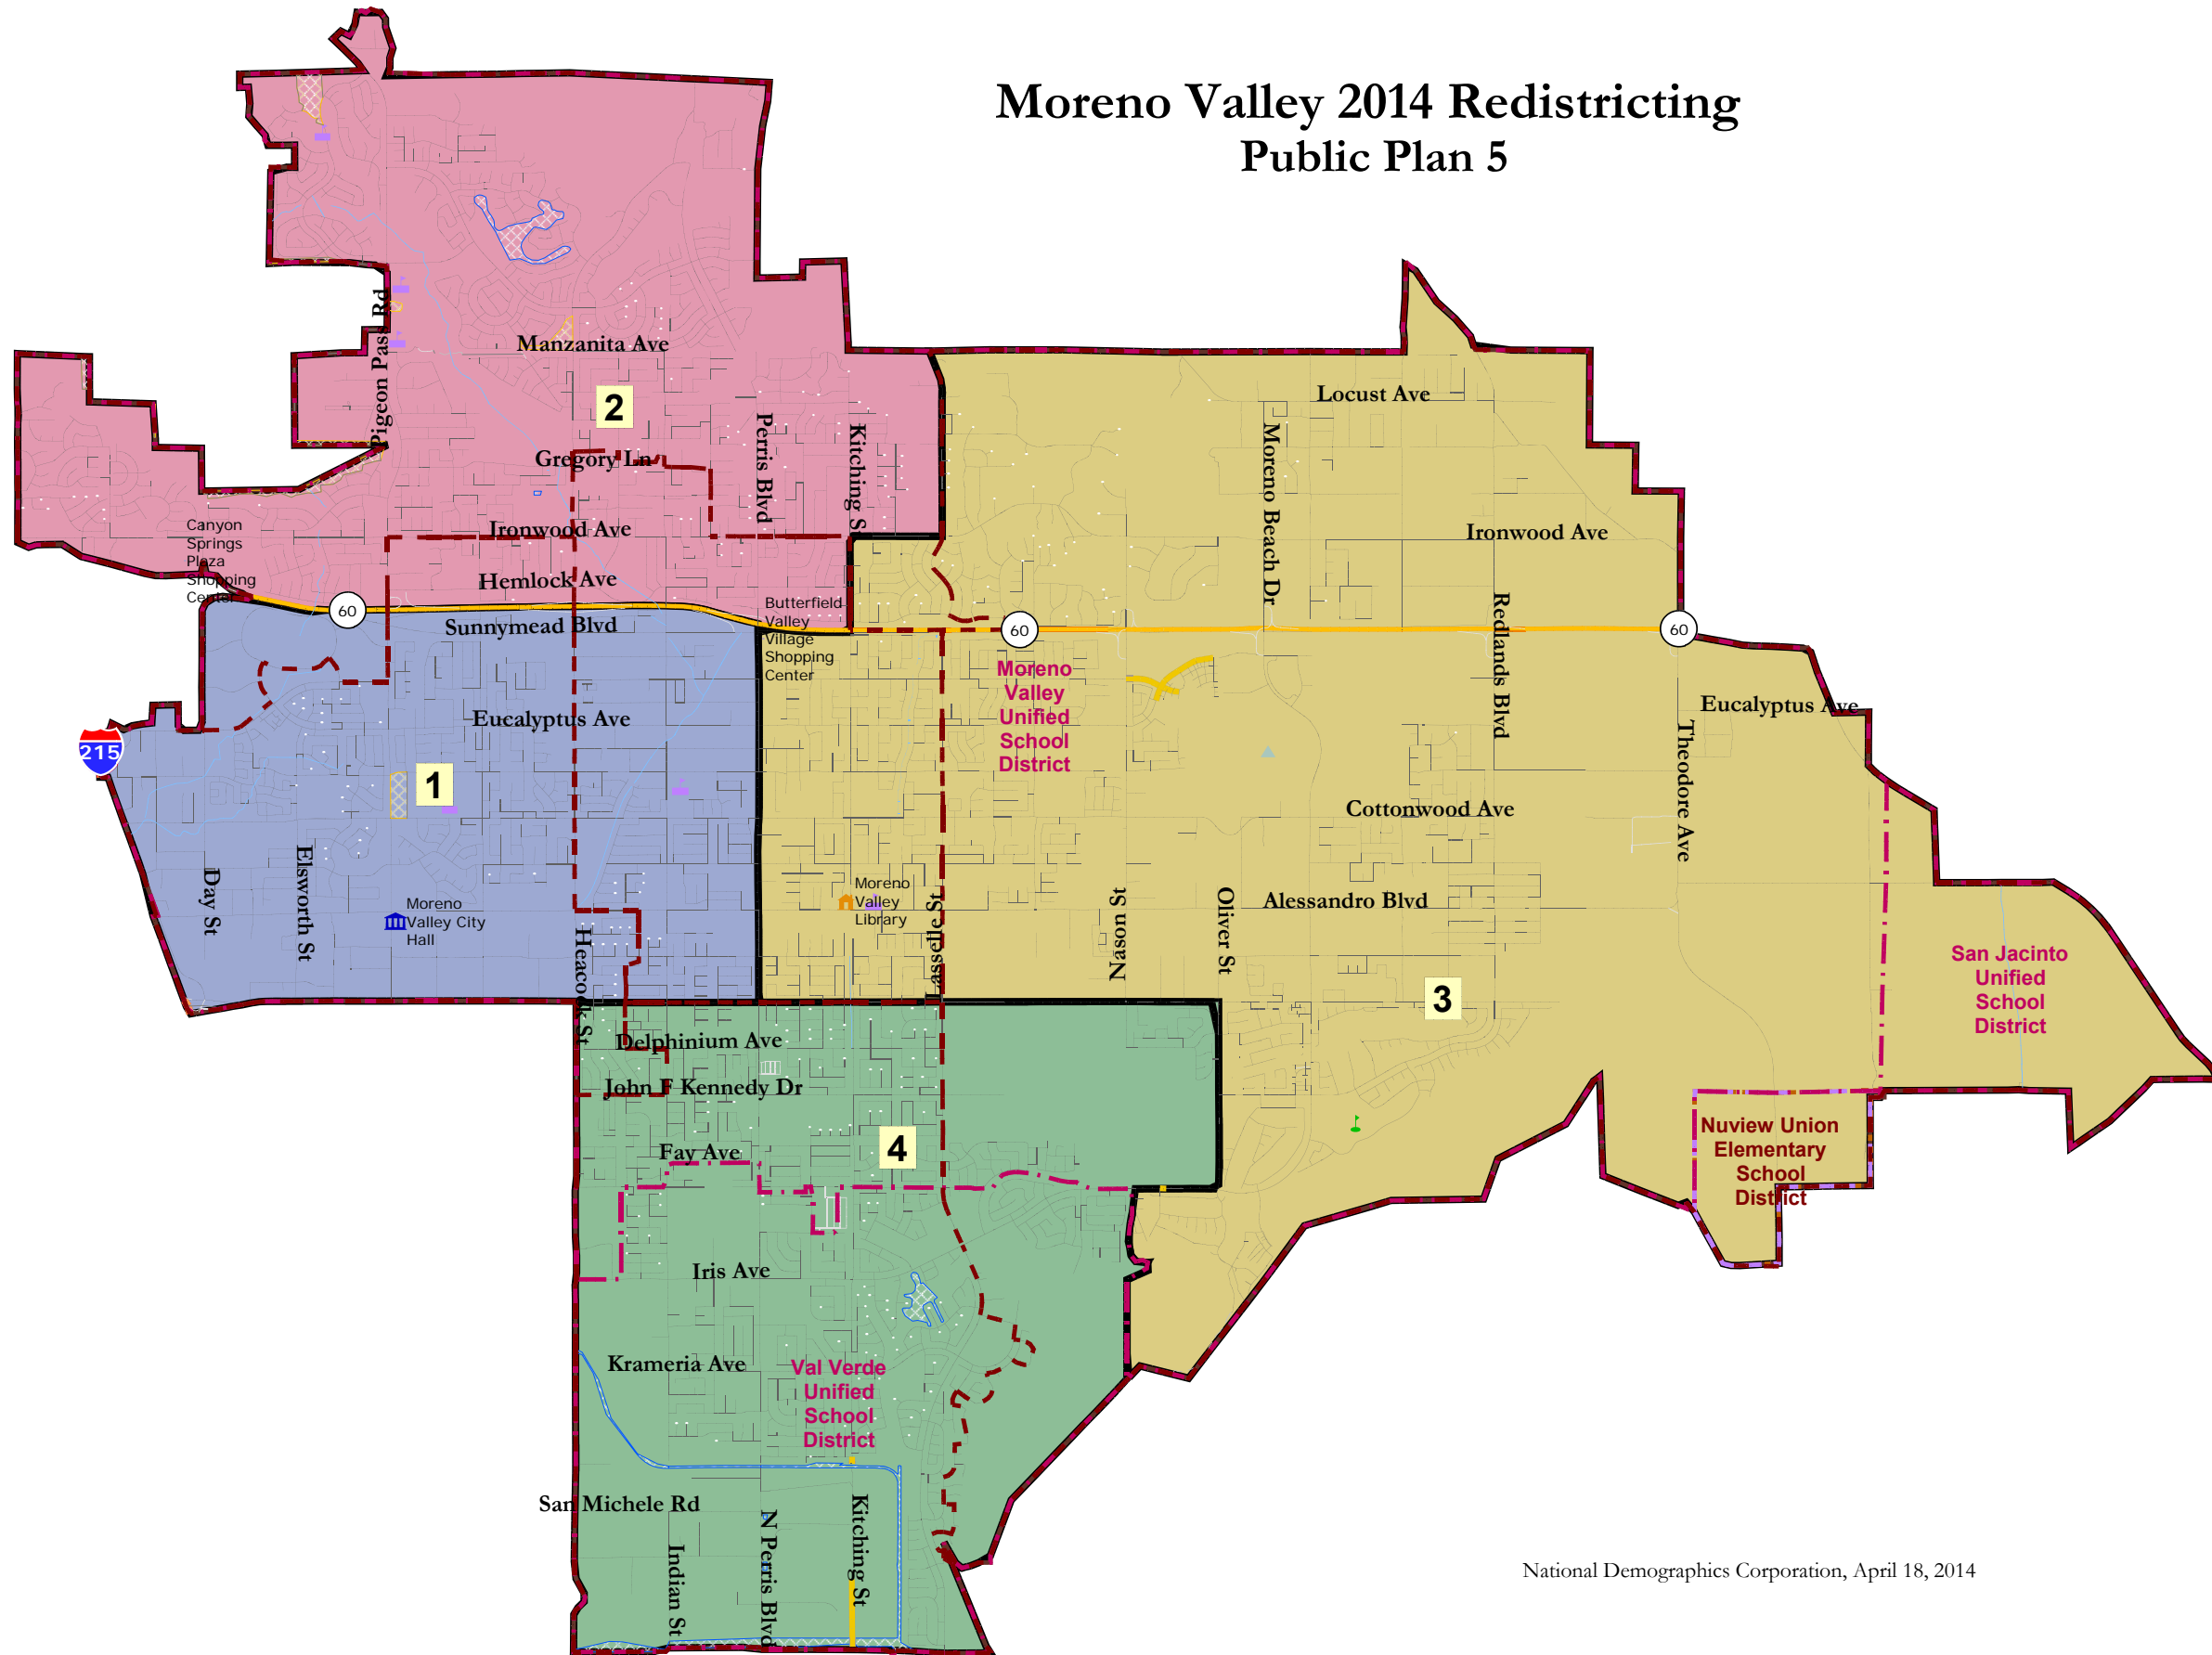 Moreno Valley 2014 Redistricting
Public Plan 5
Pigeon Pass Rd
Manzanita Ave
2
Locust Ave
Perris Blvd
Kitching S
Moreno Beach Dr
Gregory Ln
Canyon
Springs
Plaza
Shopping
Center
Ironwood Ave
Ironwood Ave
Hemlock Ave
60
Sunnymead Blvd
Butterfield
Valley
Village
Shopping
Center
60
60
Redlands Blvd
Moreno
Valley
Unified
School
District
Eucalyptus Ave
Eucalyptus Ave
215
1
Theodore Ave
Cottonwood Ave
Day St
Elsworth St
Moreno
Valley City
Hall
Heacock St
Moreno
Valley
Library
Lasselle St
Nason St
Oliver St
Alessandro Blvd
3
San Jacinto
Unified
School
District
Delphinium Ave
John F Kennedy Dr
4
Fay Ave
Nuview Union
Elementary
School
District
Iris Ave
Krameria Ave
Val Verde
Unified
School
District
San Michele Rd
Indian St
N Perris Blvd
Kitching St
National Demographics Corporation, April 18, 2014